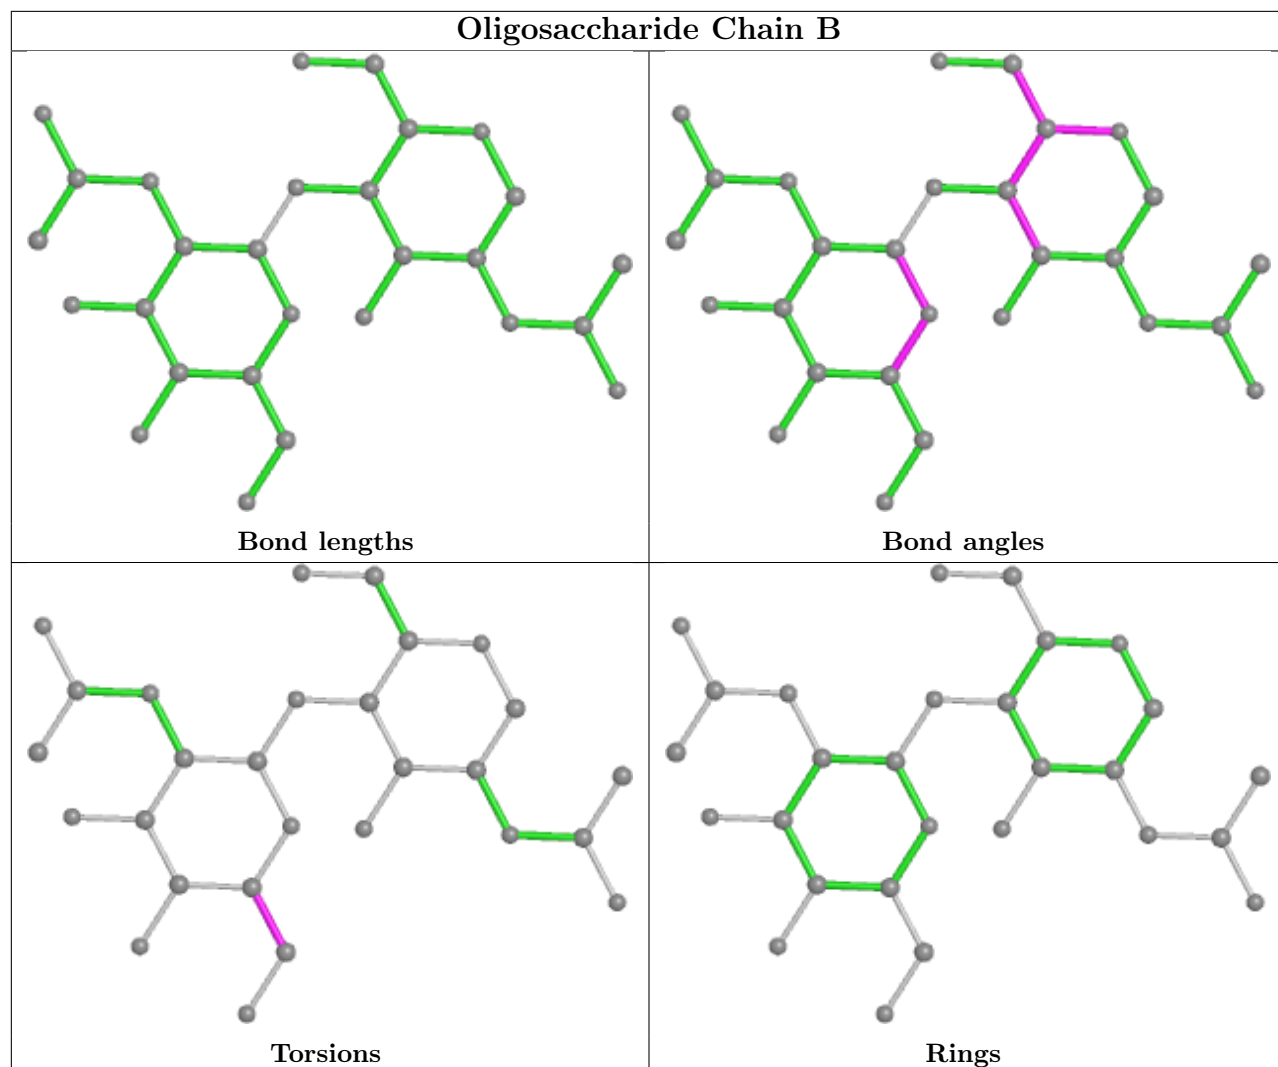 Oligosaccharide Chain B
Bond lengths
Bond angles
Torsions
Rings